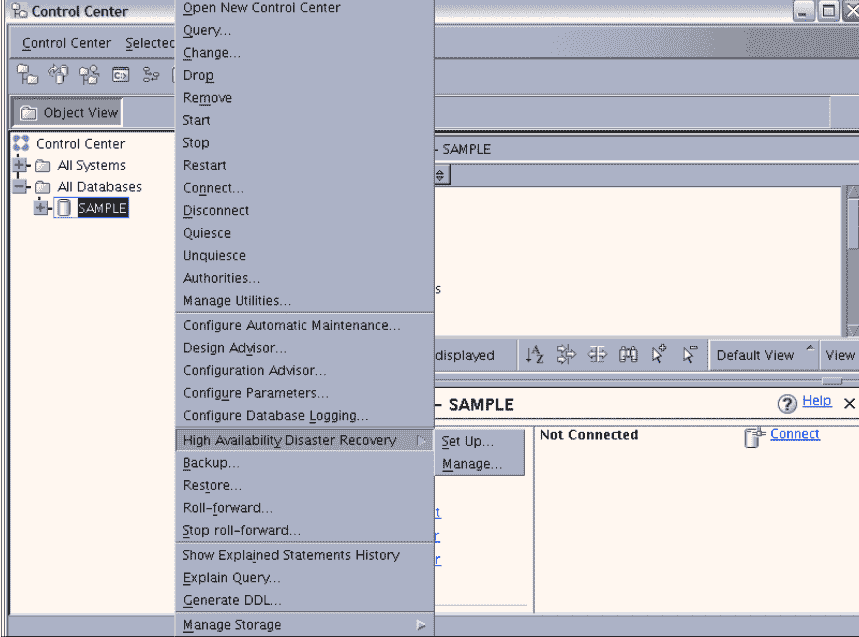 Control Center
Control Center Selected
Object View
Control Center
All Systems
All Databases
SAMPLE
Open New Control Center
Query...
Change...
Drop
Remove
Start
Stop
Restart
Connect...
Disconnect
Quiesce
Unquiesce
Authorities...
Manage Utilities...
Configure Automatic Maintenance...
Design Advisor...
Configuration Advisor...
Configure Parameters...
Configure Database Logging...
High Availability Disaster Recovery
Backup...
Restore...
Roll-forward...
Stop roll-forward...
Show Explained Statements History
Explain Query...
Generate DDL...
Manage Storage
Set Up...
Manage...
- SAMPLE
s
displayed
Default View View
- SAMPLE
Help
Not Connected
Connect
t
r
r